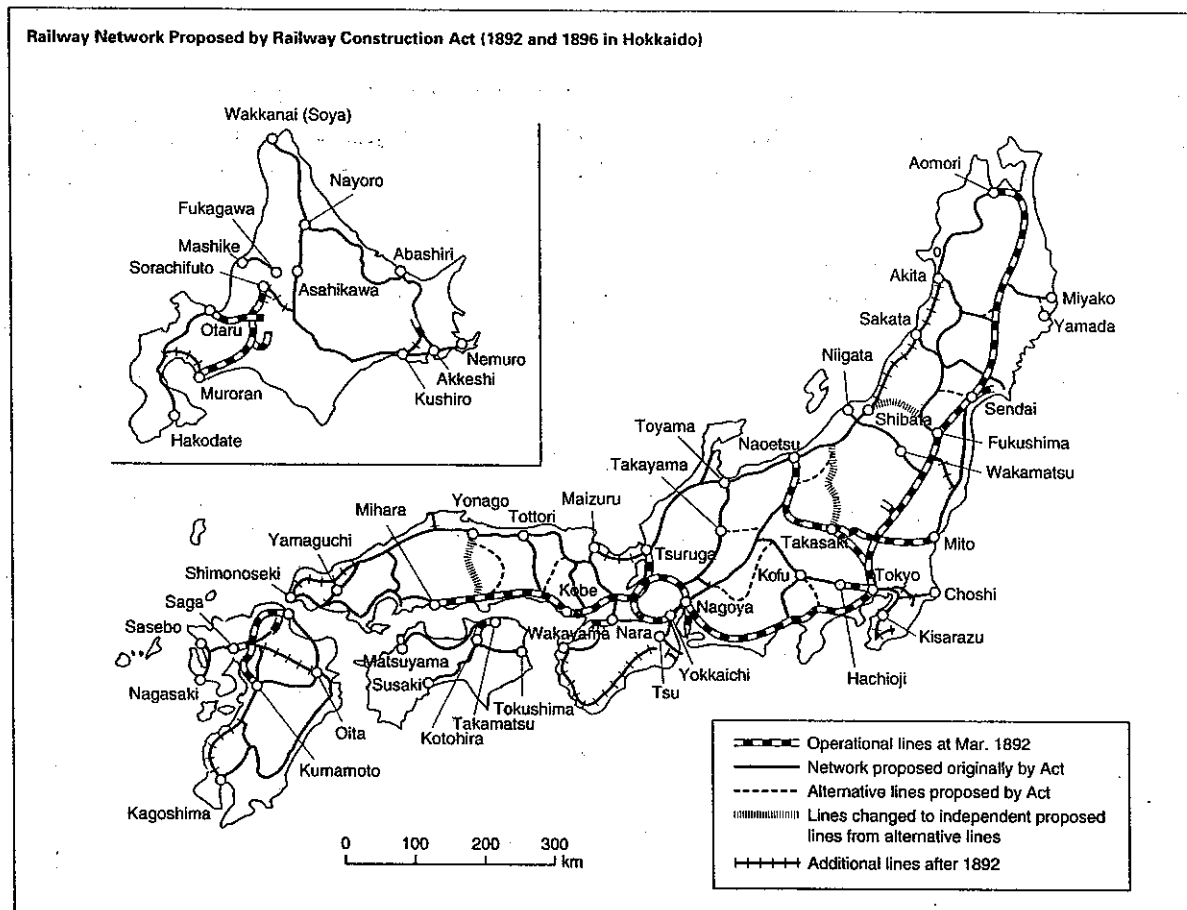 Railway Network Proposed by Railway Construction Act (1892 and 1896 in Hokkaido)
Wakkanai (Soya)
Nayoro
Fukagawa
Mashike
Sorachifuto
Abashiri
Asahikawa
Otaru
Nemuro
Akkeshi
Muroran
Kushiro
Hakodate
Aomori
Akita
Miyako
Yamada
Sakata
Niigata
Sendai
Shibata
Fukushima
Toyama
Naoetsu
Wakamatsu
Takayama
Mihara
Yonago
Maizuru
Tottori
Yamaguchi
Tsuruga
Takasaki
Mito
Shimonoseki
Kofu
Tokyo
Saga
Kobe
Nagoya
Choshi
Sasebo
Wakayama
Nara
Kisarazu
Matsuyama
Yokkaichi
Nagasaki
Susaki
Tsu
Hachioji
Tokushima
Oita
Takamatsu
Kotohira
Kumamoto
Kagoshima
Operational lines at Mar. 1892
Network proposed originally by Act
Alternative lines proposed by Act
Lines changed to independent proposed
lines from alternative lines
Additional lines after 1892
0 100 200 300
km